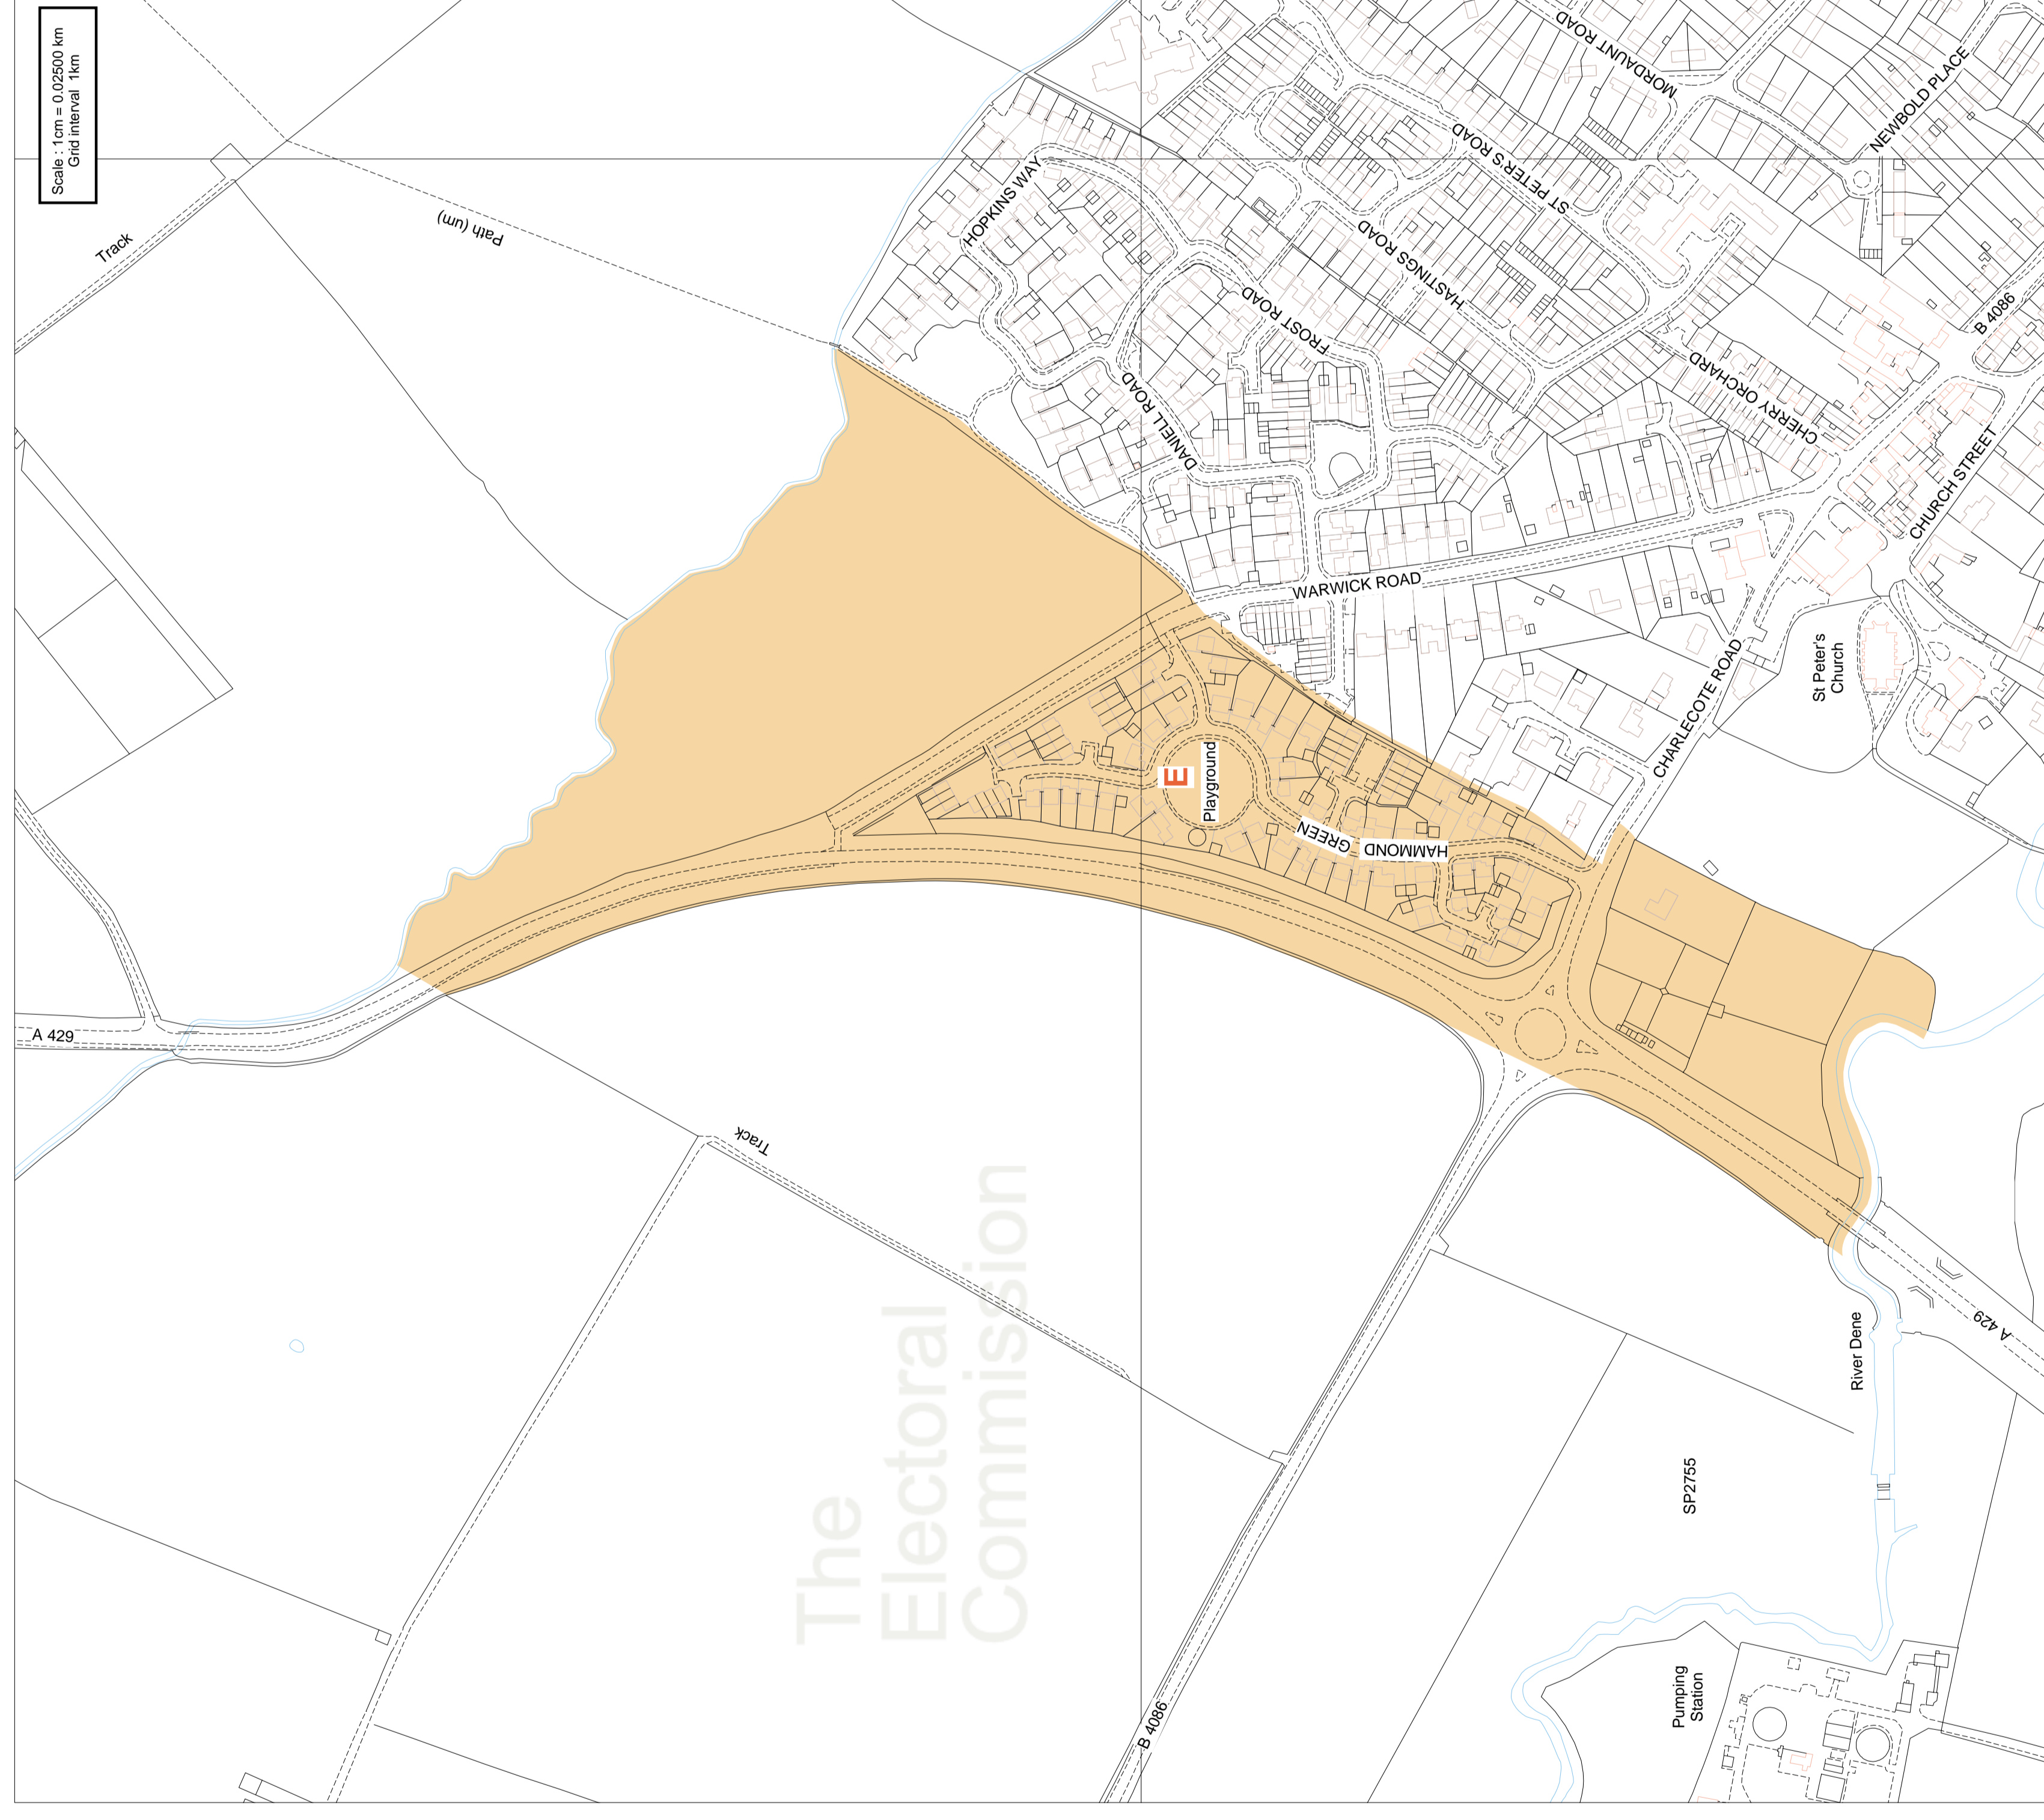 Scale : 1cm = 0.02500 km
Grid interval 1km
Track
Path (um)
HOPKINS WAY
MORDAUNT ROAD
NEWBOLD PLACE
ST PETER'S ROAD
HASTINGS ROAD
FROST ROAD
DANIELL ROAD
B 4086
CHERRY ORCHARD
CHURCH STREET
WARWICK ROAD
CHARLECOTE ROAD
St Peter's
Church
E
Playground
HAMMOND
GREEN
A 429
Track
The
Electoral
Commission
River Dene
A 429
SP2755
B 4086
Pumping
Station